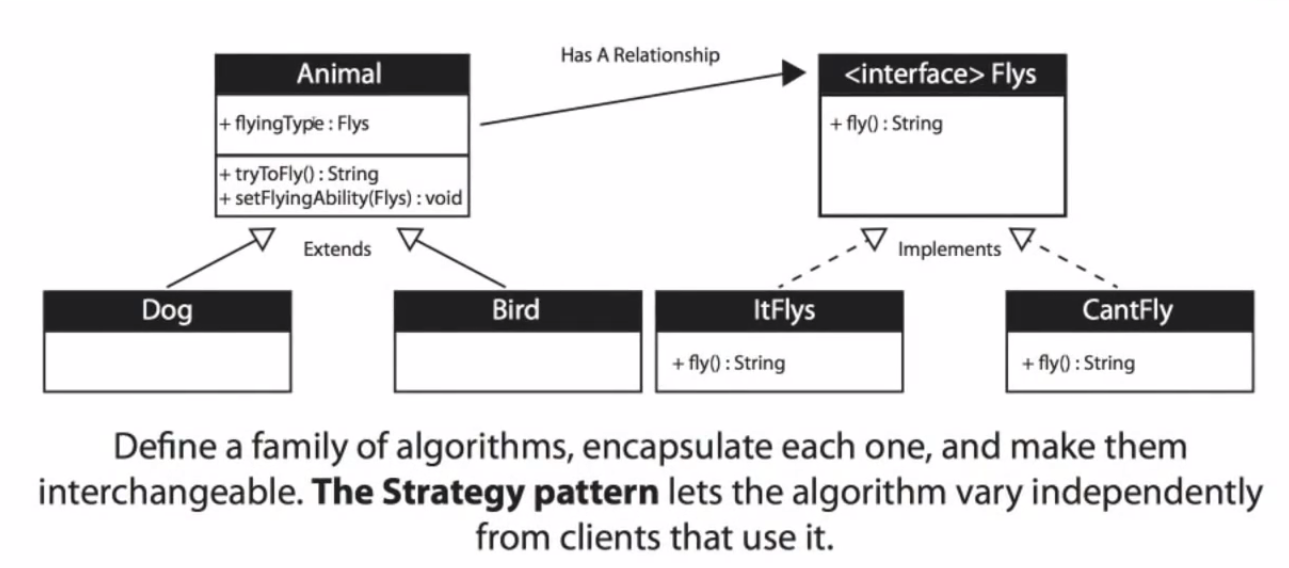 Has A Relationship
Animal
+ flyingType : Flys
+ tryToFly() : String
+ setFlyingAbility(Flys) : void
<interface> Flys
+ fly() : String
Extends
Implements
Dog
Bird
ItFlys
+ fly() : String
CantFly
+ fly() : String
Define a family of algorithms, encapsulate each one, and make them
interchangeable. The Strategy pattern lets the algorithm vary independently
from clients that use it.